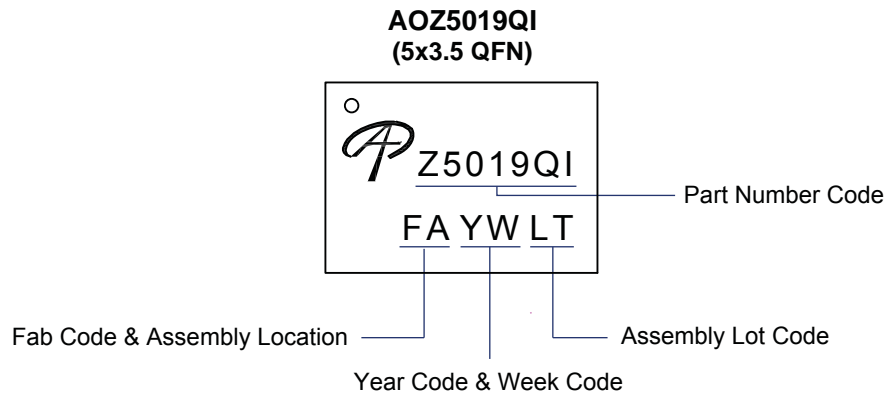 AOZ5019QI
(5x3.5 QFN)
Z5019QI
Part Number Code
FA YW LT
Fab Code & Assembly Location
Assembly Lot Code
Year Code & Week Code